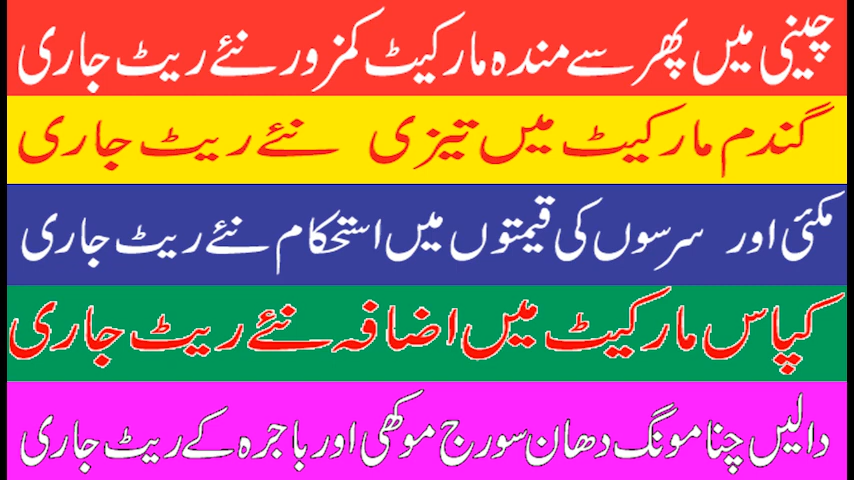 چینی میں پھر سے مندہ مارکیٹ کمزور نئے ریٹ جاری
گندم مارکیٹ میں تیزی نئے ریٹ جاری
مکئی اور سرسوں کی قیمتوں میں استحکام نئے ریٹ جاری
کپاس مارکیٹ میں اضافہ نئے ریٹ جاری
دالیں چنا مونگ دھان سورج موکھی اور باجرہ کے ریٹ جاری